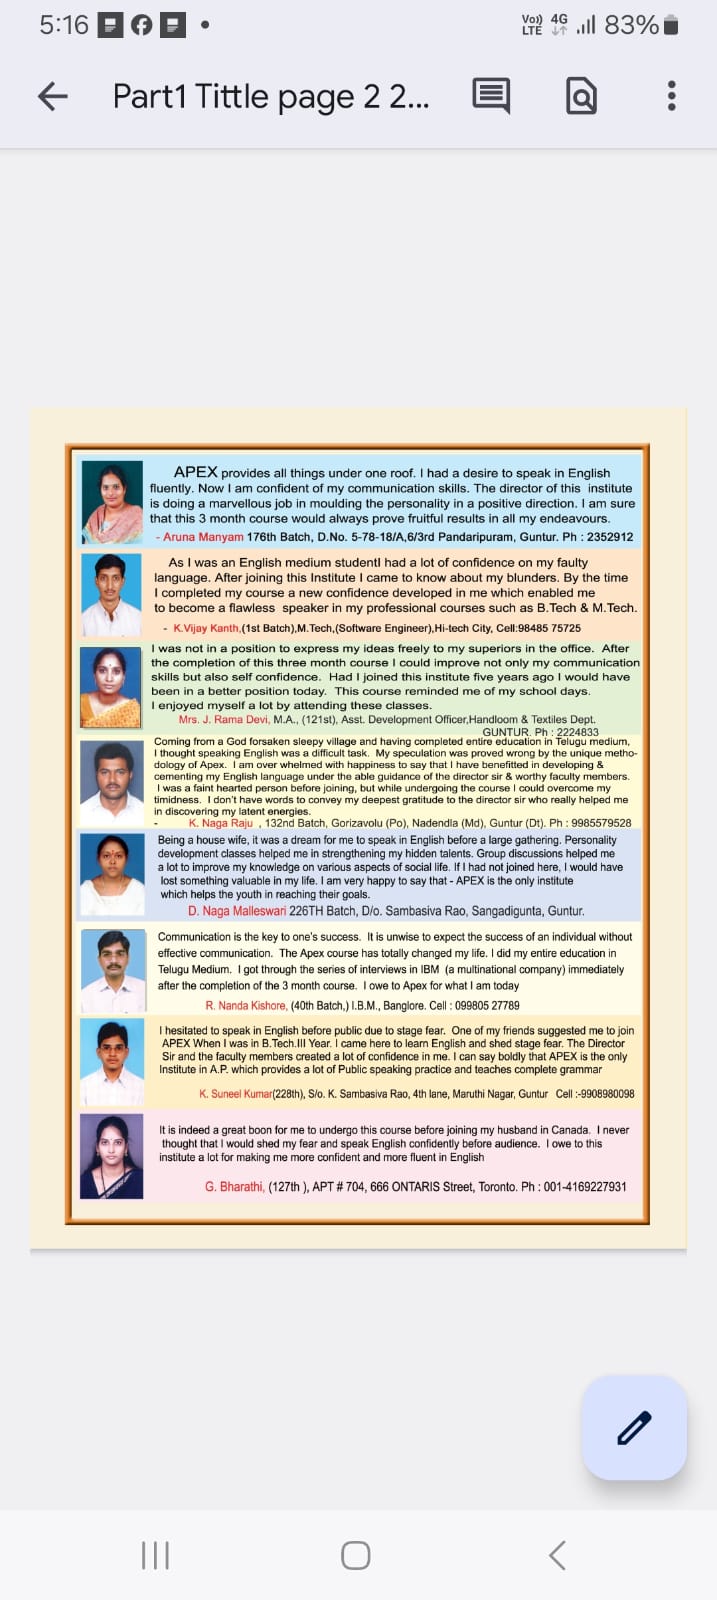 5:16
Vo)) 4G LTE 83%
Part1 Tittle page 2 2...
APEX provides all things under one roof. I had a desire to speak in English
fluently. Now I am confident of my communication skills. The director of this institute
is doing a marvellous job in moulding the personality in a positive direction. I am sure
that this 3 month course would always prove fruitful results in all my endeavours.
- Aruna Manyam 176th Batch, D.No. 5-78-18/A,6/3rd Pandaripuram, Guntur. Ph : 2352912
As I was an English medium studentI had a lot of confidence on my faulty
language. After joining this Institute I came to know about my blunders. By the time
I completed my course a new confidence developed in me which enabled me
to become a flawless speaker in my professional courses such as B.Tech & M.Tech.
- K.Vijay Kanth,(1st Batch),M.Tech,(Software Engineer),Hi-tech City, Cell:98485 75725
I was not in a position to express my ideas freely to my superiors in the office. After
the completion of this three month course I could improve not only my communication
skills but also self confidence. Had I joined this institute five years ago I would have
been in a better position today. This course reminded me of my school days.
I enjoyed myself a lot by attending these classes.
Mrs. J. Rama Devi, M.A., (121st), Asst. Development Officer,Handloom & Textiles Dept.
GUNTUR. Ph : 2224833
Coming from a God forsaken sleepy village and having completed entire education in Telugu medium,
I thought speaking English was a difficult task. My speculation was proved wrong by the unique metho-
dology of Apex. I am over whelmed with happiness to say that I have benefitted in developing &
cementing my English language under the able guidance of the director sir & worthy faculty members.
I was a faint hearted person before joining, but while undergoing the course I could overcome my
timidness. I don't have words to convey my deepest gratitude to the director sir who really helped me
in discovering my latent energies.
- K. Naga Raju , 132nd Batch, Gorizavolu (Po), Nadendla (Md), Guntur (Dt). Ph : 9985579528
Being a house wife, it was a dream for me to speak in English before a large gathering. Personality
development classes helped me in strengthening my hidden talents. Group discussions helped me
a lot to improve my knowledge on various aspects of social life. If I had not joined here, I would have
lost something valuable in my life. I am very happy to say that - APEX is the only institute
which helps the youth in reaching their goals.
D. Naga Malleswari 226TH Batch, D/o. Sambasiva Rao, Sangadigunta, Guntur.
Communication is the key to one's success. It is unwise to expect the success of an individual without
effective communication. The Apex course has totally changed my life. I did my entire education in
Telugu Medium. I got through the series of interviews in IBM (a multinational company) immediately
after the completion of the 3 month course. I owe to Apex for what I am today
R. Nanda Kishore, (40th Batch,) I.B.M., Banglore. Cell : 099805 27789
I hesitated to speak in English before public due to stage fear. One of my friends suggested me to join
APEX When I was in B.Tech.III Year. I came here to learn English and shed stage fear. The Director
Sir and the faculty members created a lot of confidence in me. I can say boldly that APEX is the only
Institute in A.P. which provides a lot of Public speaking practice and teaches complete grammar
K. Suneel Kumar(228th), S/o. K. Sambasiva Rao, 4th lane, Maruthi Nagar, Guntur Cell :-9908980098
It is indeed a great boon for me to undergo this course before joining my husband in Canada. I never
thought that I would shed my fear and speak English confidently before audience. I owe to this
institute a lot for making me more confident and more fluent in English
G. Bharathi, (127th ), APT # 704, 666 ONTARIS Street, Toronto. Ph : 001-4169227931